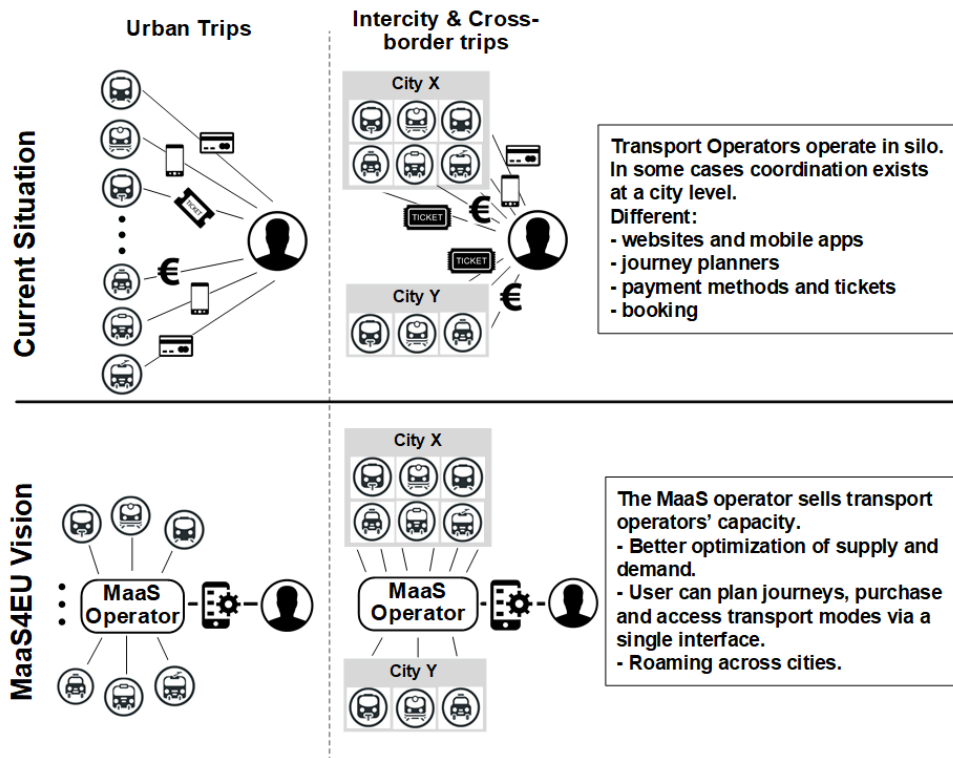 Urban Trips
Intercity & Cross-
border trips
Current Situation
TICKET
City X
TICKET
€
TICKET
€
€
City Y
Transport Operators operate in silo.
In some cases coordination exists
at a city level.
Different:
- websites and mobile apps
- journey planners
- payment methods and tickets
- booking
MaaS4EU Vision
MaaS
Operator
City X
MaaS
Operator
City Y
The MaaS operator sells transport
operators’ capacity.
- Better optimization of supply and
demand.
- User can plan journeys, purchase
and access transport modes via a
single interface.
- Roaming across cities.